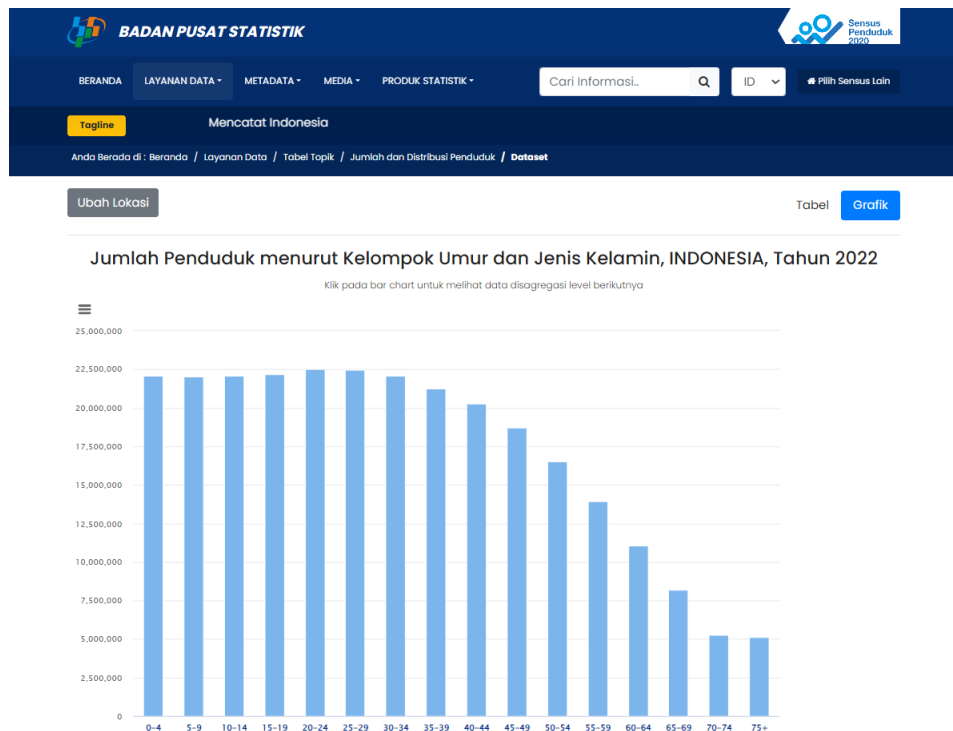 BADAN PUSAT STATISTIK
Sensus
Penduduk
2020
BERANDA LAYANAN DATA METADATA MEDIA PRODUK STATISTIK Cari Informasi.. ID Pilih Sensus Lain
Tagline Mencatat Indonesia
Anda Berada di : Beranda / Layanan Data / Tabel Topik / Jumlah dan Distribusi Penduduk / Dataset
Ubah Lokasi Tabel Grafik
Jumlah Penduduk menurut Kelompok Umur dan Jenis Kelamin, INDONESIA, Tahun 2022
Klik pada bar chart untuk melihat data disagregasi level berikutnya
25,000,000
22,500,000
20,000,000
17,500,000
15,000,000
12,500,000
10,000,000
7,500,000
5,000,000
2,500,000
0
0-4 5-9 10-14 15-19 20-24 25-29 30-34 35-39 40-44 45-49 50-54 55-59 60-64 65-69 70-74 75+